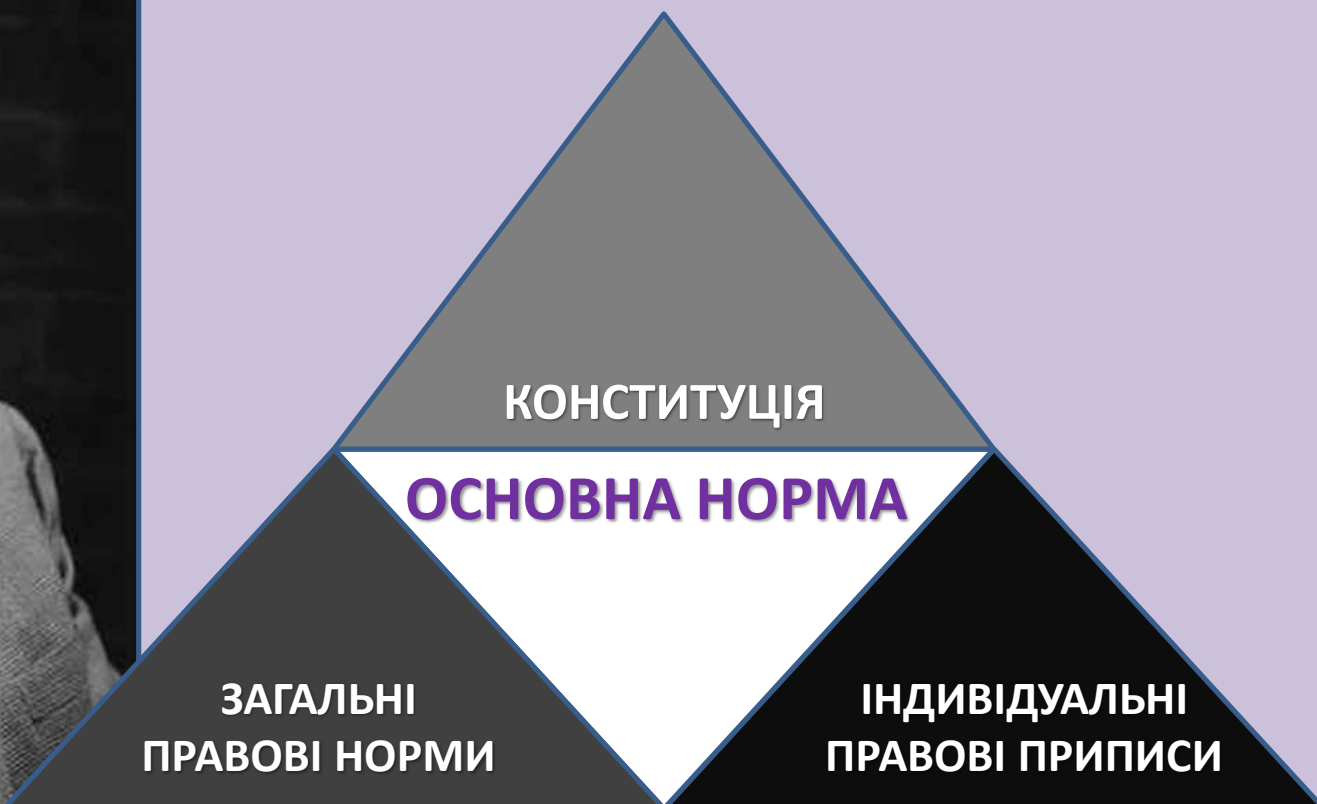 КОНСТИТУЦІЯ
ОСНОВНА НОРМА
ЗАГАЛЬНІ
ПРАВОВІ НОРМИ
ІНДИВІДУАЛЬНІ
ПРАВОВІ ПРИПИСИ